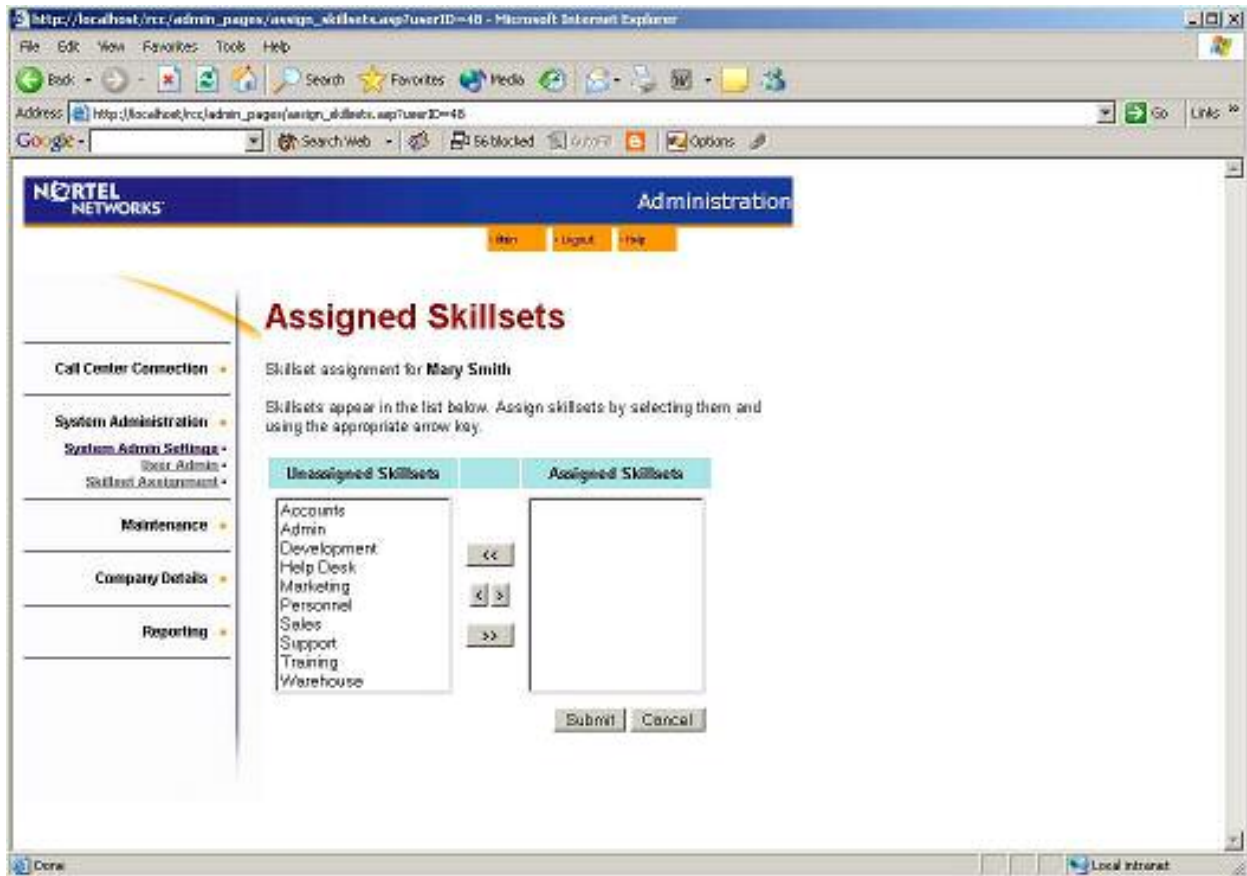 http://localhost/rcc/admin_pages/assign_skillsets.asp?userID=48 - Microsoft Internet Explorer
File Edit View Favorites Tools Help
Back Search Favorites Media
Address http://localhost/rcc/admin_pages/assign_skillsets.asp?userID=48 Go Links »
Google Search Web 56 blocked Options
NORTEL
NETWORKS
Administration
Main Logout Help
Assigned Skillsets
Call Center Connection
Skillset assignment for Mary Smith
System Administration
Skillsets appear in the list below. Assign skillsets by selecting them and
using the appropriate arrow key.
System Admin Settings
User Admin
Skillset Assignment
Maintenance
Company Details
Reporting
Unassigned Skillsets Assigned Skillsets
Accounts
Admin
Development
Help Desk
Marketing
Personnel
Sales
Support
Training
Warehouse
<<
< >
>>
Submit Cancel
Done Local intranet